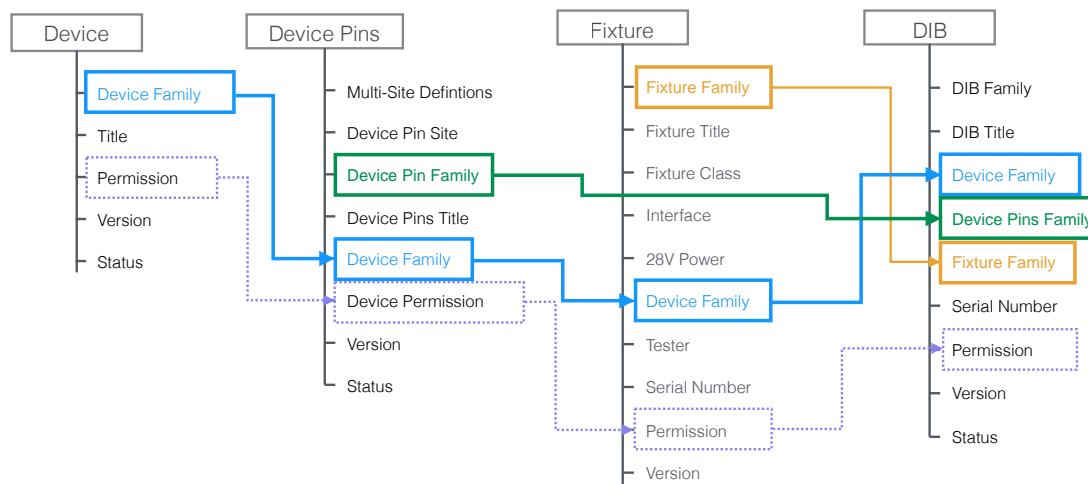 Device
Device Family
Title
Permission
Version
Status
Device Pins
Multi-Site Defintions
Device Pin Site
Device Pin Family
Device Pins Title
Device Family
Device Permission
Version
Status
Fixture
Fixture Family
Fixture Title
Fixture Class
Interface
28V Power
Device Family
Tester
Serial Number
Permission
Version
DIB
DIB Family
DIB Title
Device Family
Device Pins Family
Fixture Family
Serial Number
Permission
Version
Status